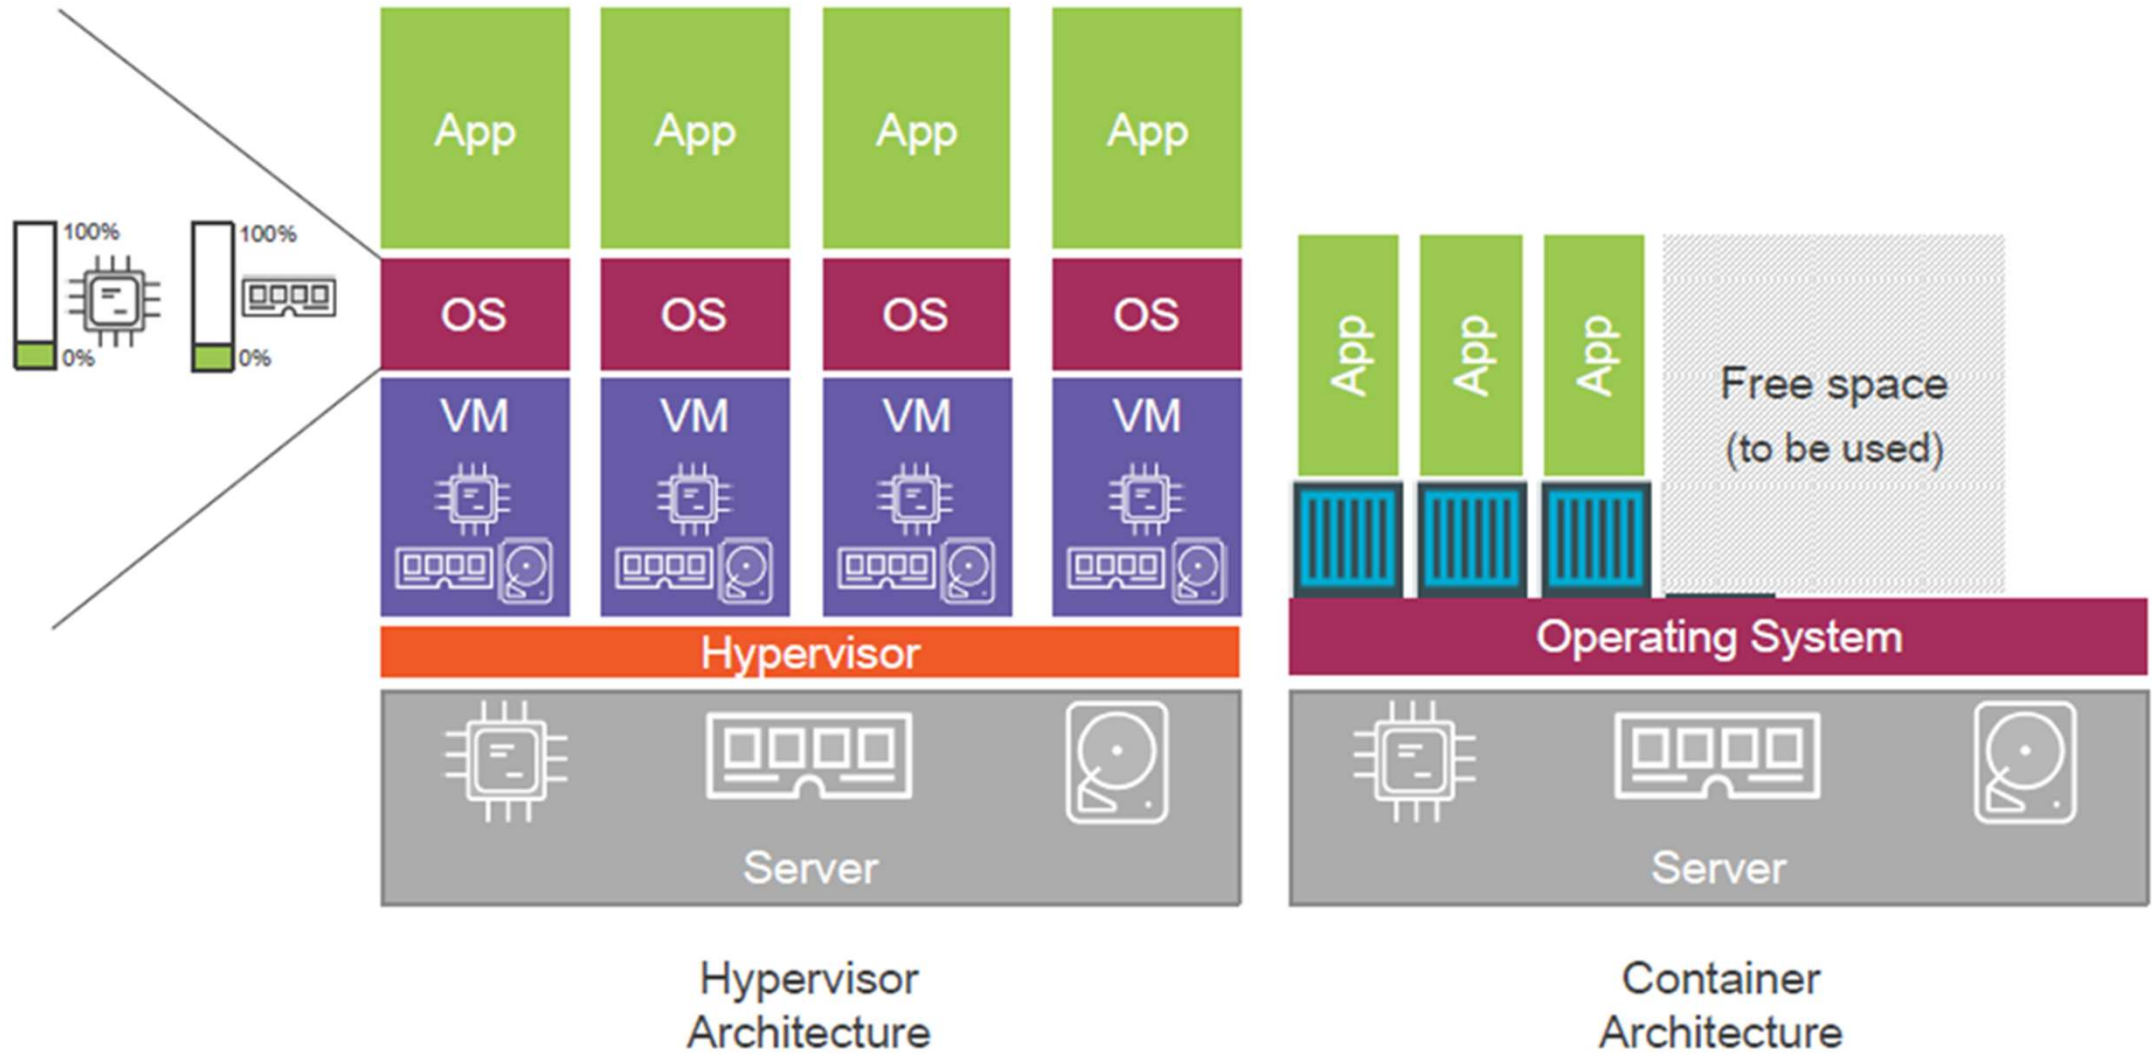 App
App
App
App
100%
100%
0%
0%
OS
OS
OS
OS
VM
VM
VM
VM
Hypervisor
Server
Hypervisor
Architecture
App
App
App
Free space
(to be used)
Operating System
Server
Container
Architecture